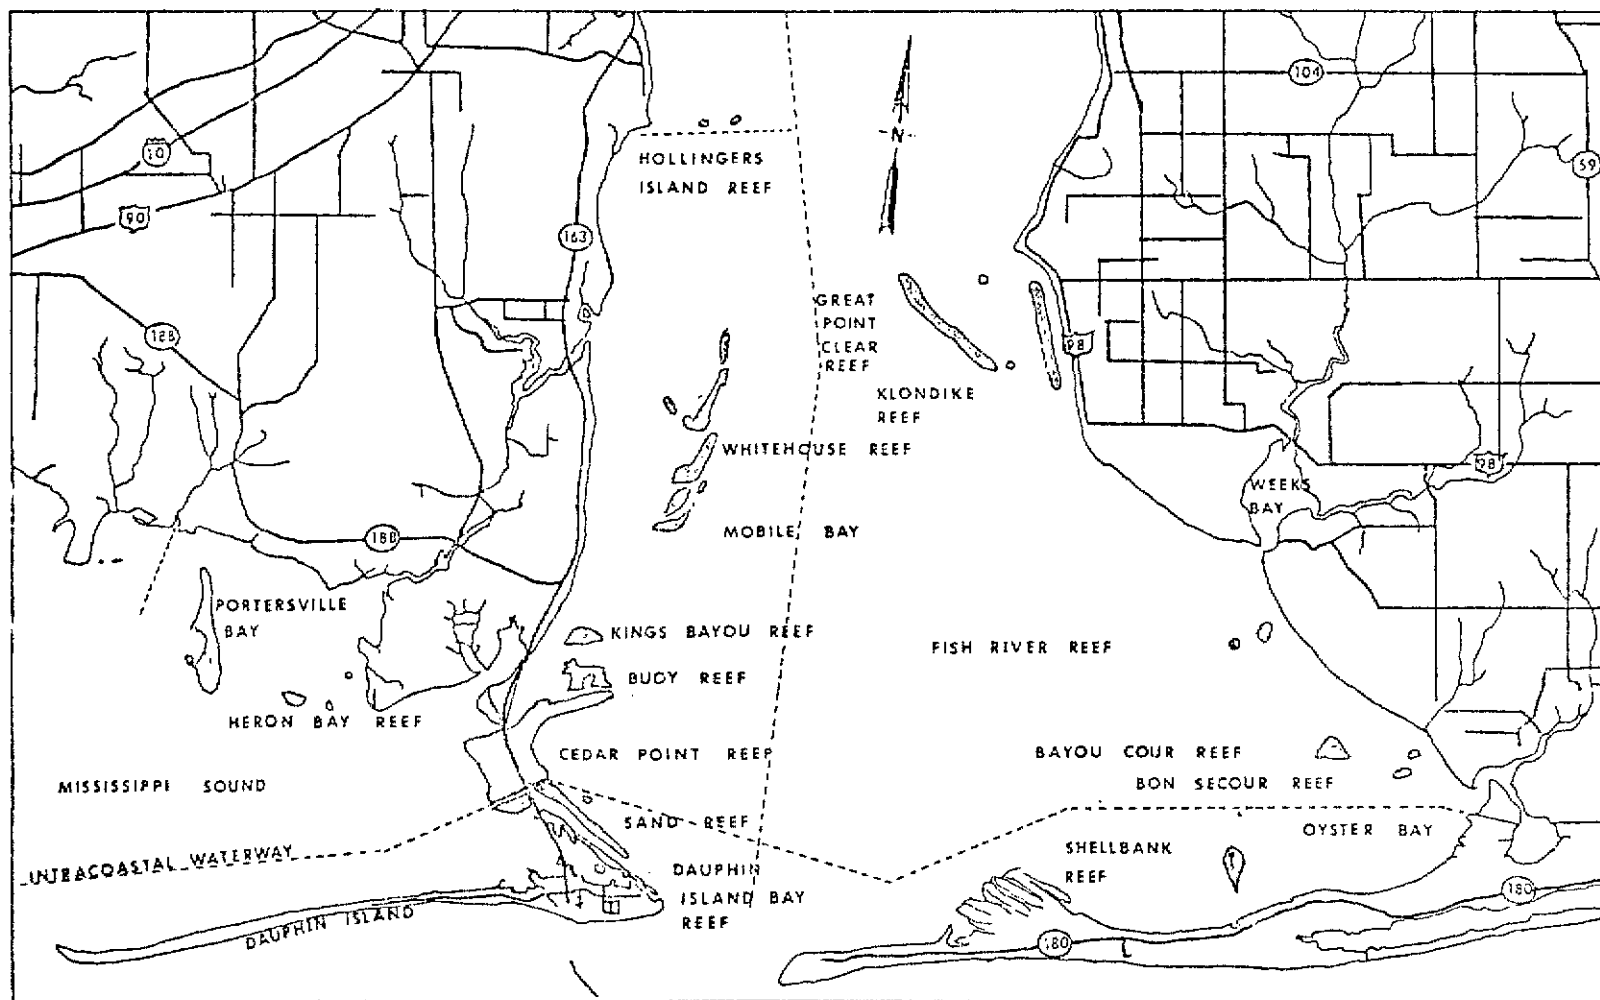 104
N
10
HOLLINGERS
ISLAND REEF
59
90
163
GREAT
POINT
CLEAR
REEF
188
98
KLONDIKE
REEF
WHITEHOUSE REEF
98
WEEKS
BAY
MOBILE BAY
188
PORTERSVILLE
BAY
KINGS BAYOU REEF
FISH RIVER REEF
BUOY REEF
HERON BAY REEF
CEDAR POINT REEF
BAYOU COUR REEF
BON SECOUR REEF
MISSISSIPPI SOUND
SAND REEF
OYSTER BAY
INTRACOASTAL WATERWAY
SHELLBANK
REEF
DAUPHIN
ISLAND BAY
REEF
180
DAUPHIN ISLAND
180